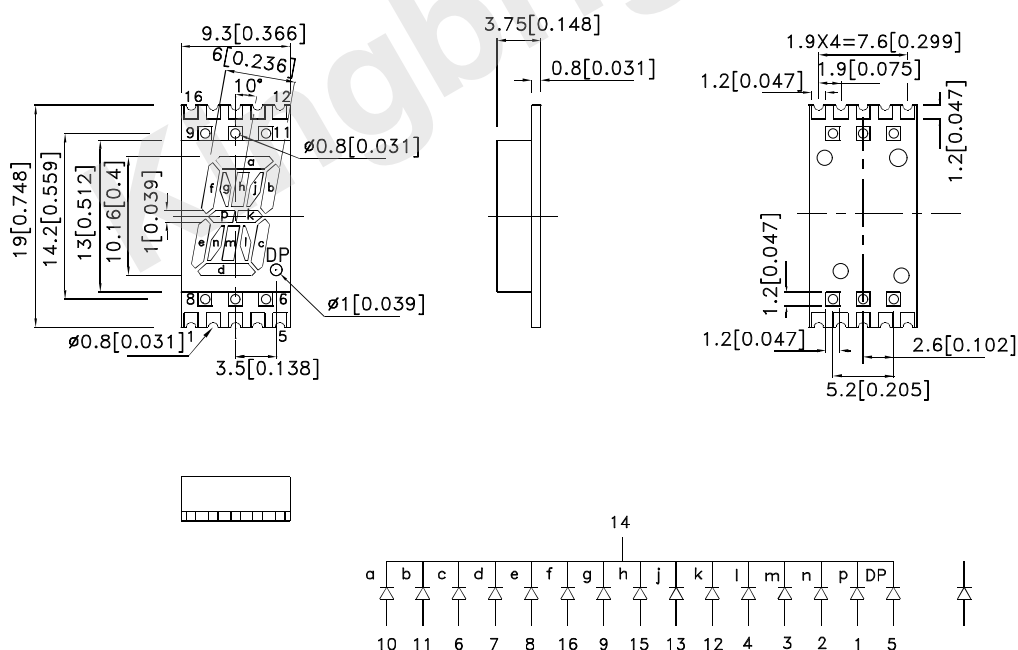 Kingbright
9.3[0.366]
6[0.236]
10°
16
12
9
11
ø0.8[0.031]
a
f
g
h
j
b
p
k
e
n
m
l
c
d
DP
8
6
1
5
ø1[0.039]
ø0.8[0.031]
3.5[0.138]
19[0.748]
14.2[0.559]
13[0.512]
10.16[0.4]
1[0.039]
3.75[0.148]
0.8[0.031]
1.9X4=7.6[0.299]
1.9[0.075]
1.2[0.047]
1.2[0.047]
1.2[0.047]
1.2[0.047]
2.6[0.102]
5.2[0.205]
14
a b c d e f g h j k l m n p DP
10 11 6 7 8 16 9 15 13 12 4 3 2 1 5